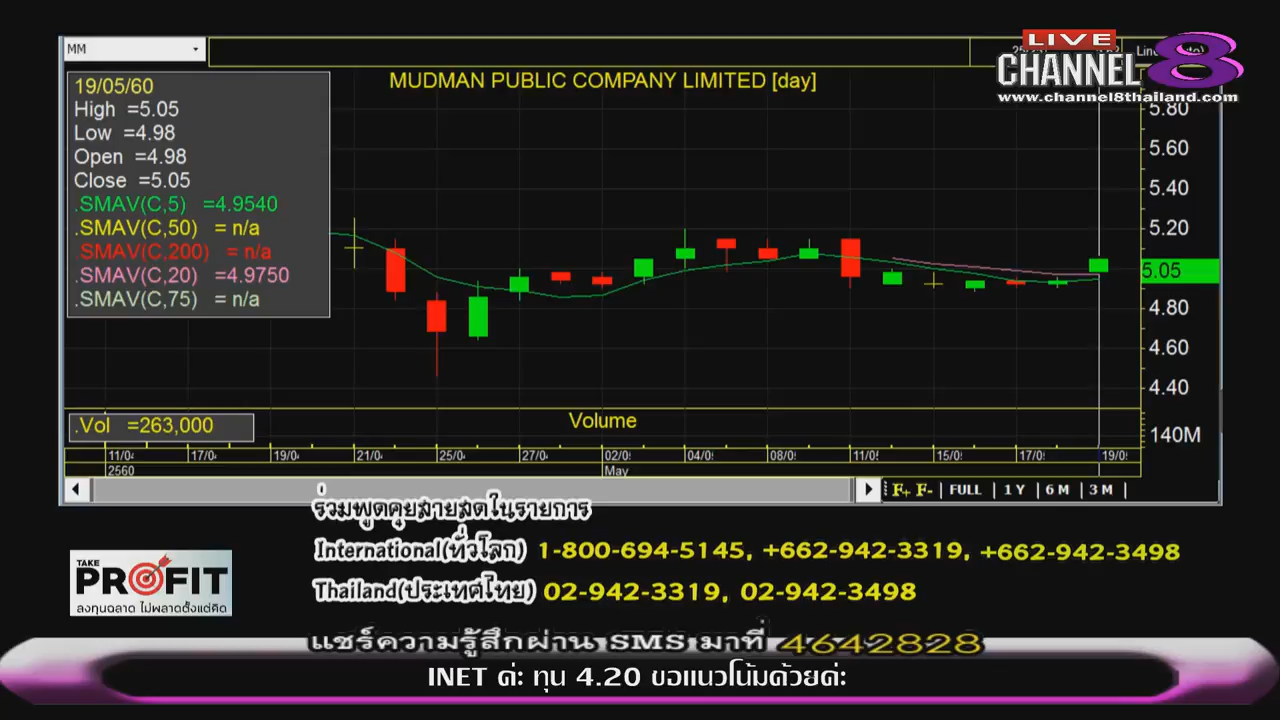 MM
LIVE
CHANNEL 8
www.channel8thailand.com
MUDMAN PUBLIC COMPANY LIMITED [day]
19/05/60
High =5.05
Low =4.98
Open =4.98
Close =5.05
.SMAV(C,5) =4.9540
.SMAV(C,50) = n/a
.SMAV(C,200) = n/a
.SMAV(C,20) =4.9750
.SMAV(C,75) = n/a
5.80
5.60
5.40
5.20
5.05
4.80
4.60
4.40
.Vol =263,000
Volume
140M
11/0 17/0 19/0 21/0 25/0 27/0 02/0 04/0 08/0 11/0 15/0 17/0 19/0
2560 May
F+ F- FULL 1 Y 6 M 3 M
ร่วมพูดคุยสายสดในรายการ
International(ทั่วโลก) 1-800-694-5145, +662-942-3319, +662-942-3498
TAKE PROFIT
ลงทุนฉลาด ไม่พลาดตั้งแต่คิด
Thailand(ประเทศไทย) 02-942-3319, 02-942-3498
แชร์ความรู้สึกผ่าน SMS มาที่ 4642828
INET ค่ะ ทุน 4.20 ขอแนวโน้มด้วยค่ะ